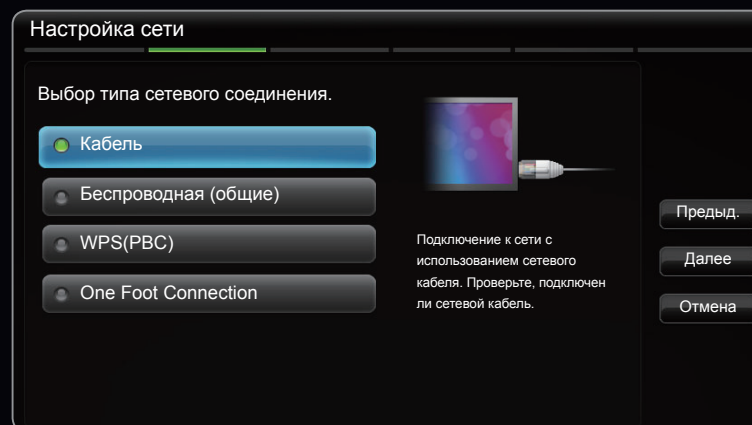 Настройка сети
Выбор типа сетевого соединения.
Кабель
Беспроводная (общие)
WPS(PBC)
One Foot Connection
Подключение к сети с
использованием сетевого
кабеля. Проверьте, подключен
ли сетевой кабель.
Предыд.
Далее
Отмена